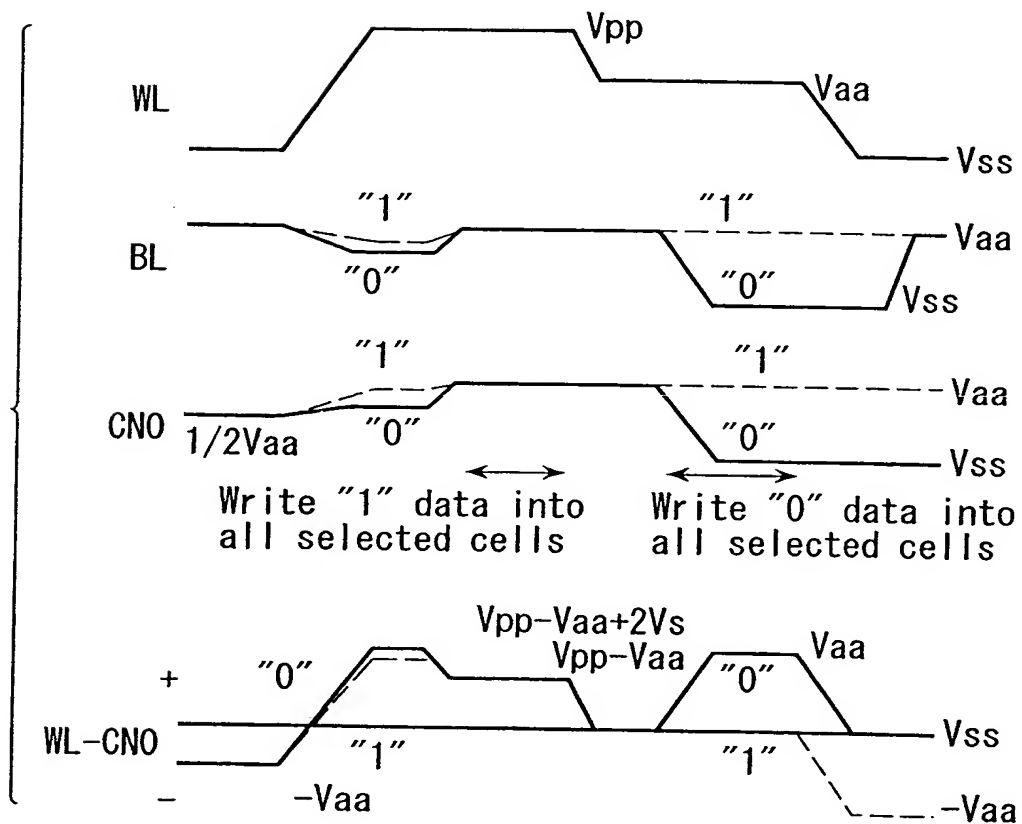 Vpp
WL
Vaa
Vss
"1"
"1"
BL
Vaa
"0"
"0"
Vss
"1"
"1"
CNO
Vaa
1/2Vaa
"0"
"0"
Vss
Write "1" data into
all selected cells
Write "0" data into
all selected cells
Vpp-Vaa+2Vs
Vpp-Vaa
Vaa
+
"0"
"0"
WL-CNO
Vss
"1"
"1"
-
-Vaa
-Vaa